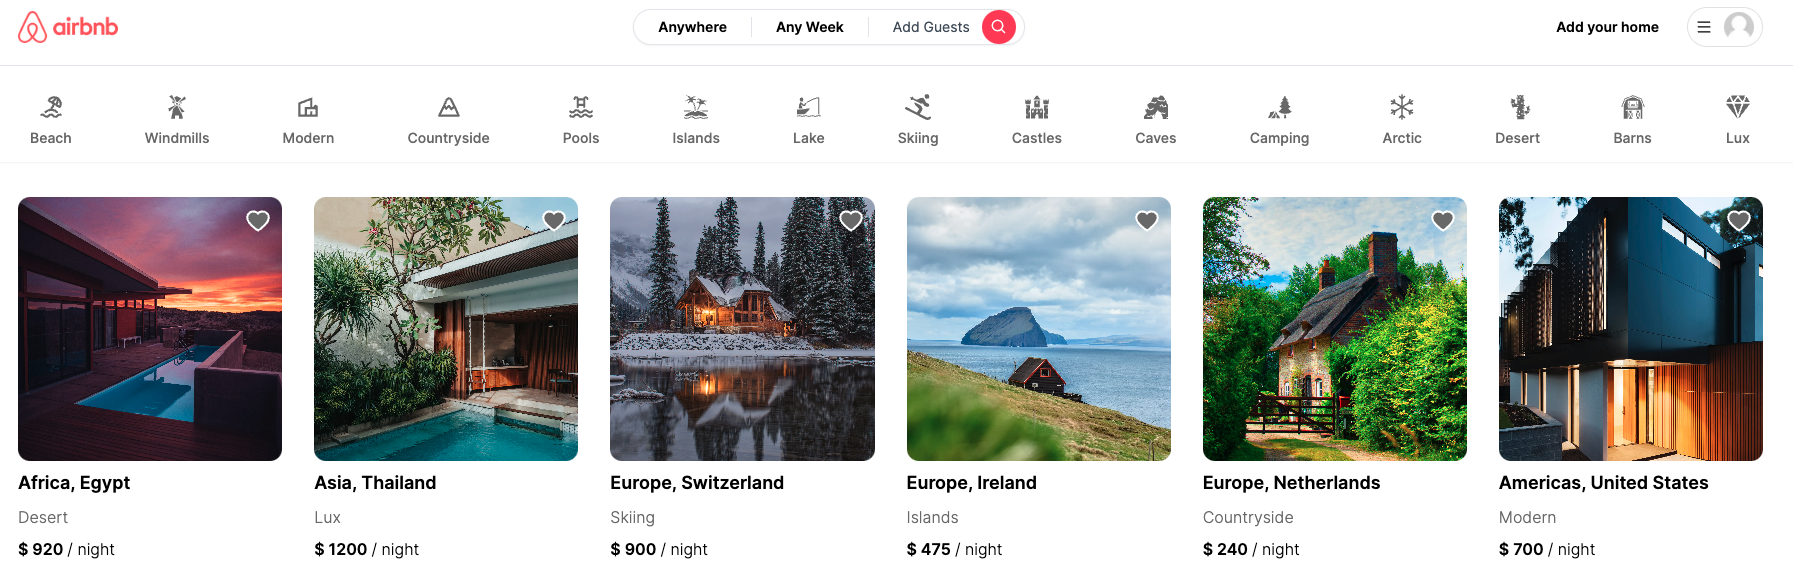 airbnb
Anywhere
Any Week
Add Guests
Add your home
Beach
Windmills
Modern
Countryside
Pools
Islands
Lake
Skiing
Castles
Caves
Camping
Arctic
Desert
Barns
Lux
Africa, Egypt
Desert
$ 920 / night
Asia, Thailand
Lux
$ 1200 / night
Europe, Switzerland
Skiing
$ 900 / night
Europe, Ireland
Islands
$ 475 / night
Europe, Netherlands
Countryside
$ 240 / night
Americas, United States
Modern
$ 700 / night